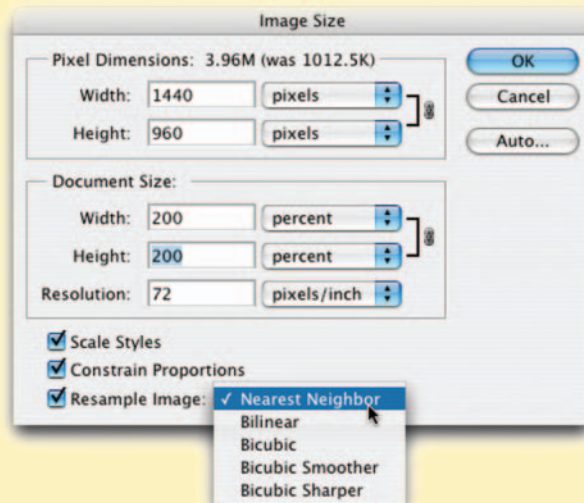 Image Size
Pixel Dimensions: 3.96M (was 1012.5K)
Width: 1440 pixels
Height: 960 pixels
OK
Cancel
Auto...
Document Size:
Width: 200 percent
Height: 200 percent
Resolution: 72 pixels/inch
Scale Styles
Constrain Proportions
Resample Image: ✓ Nearest Neighbor
Bilinear
Bicubic
Bicubic Smoother
Bicubic Sharper